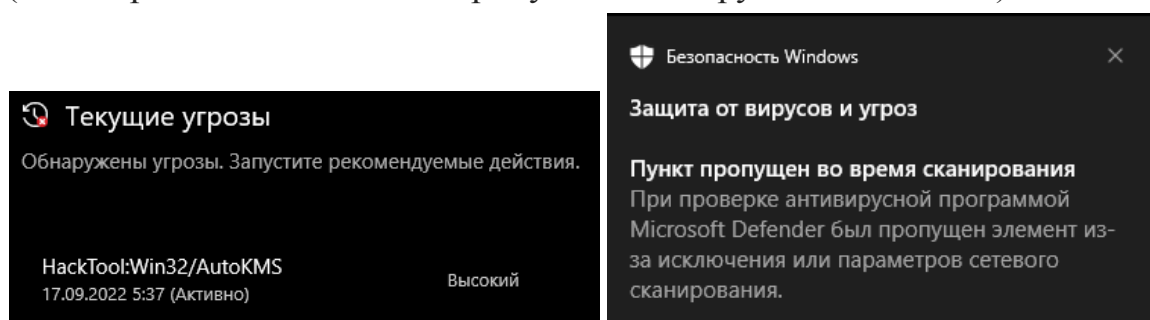 Текущие угрозы
Обнаружены угрозы. Запустите рекомендуемые действия.
HackTool:Win32/AutoKMS
17.09.2022 5:37 (Активно)
Высокий
Безопасность Windows
Защита от вирусов и угроз
Пункт пропущен во время сканирования
При проверке антивирусной программой
Microsoft Defender был пропущен элемент из-
за исключения или параметров сетевого
сканирования.